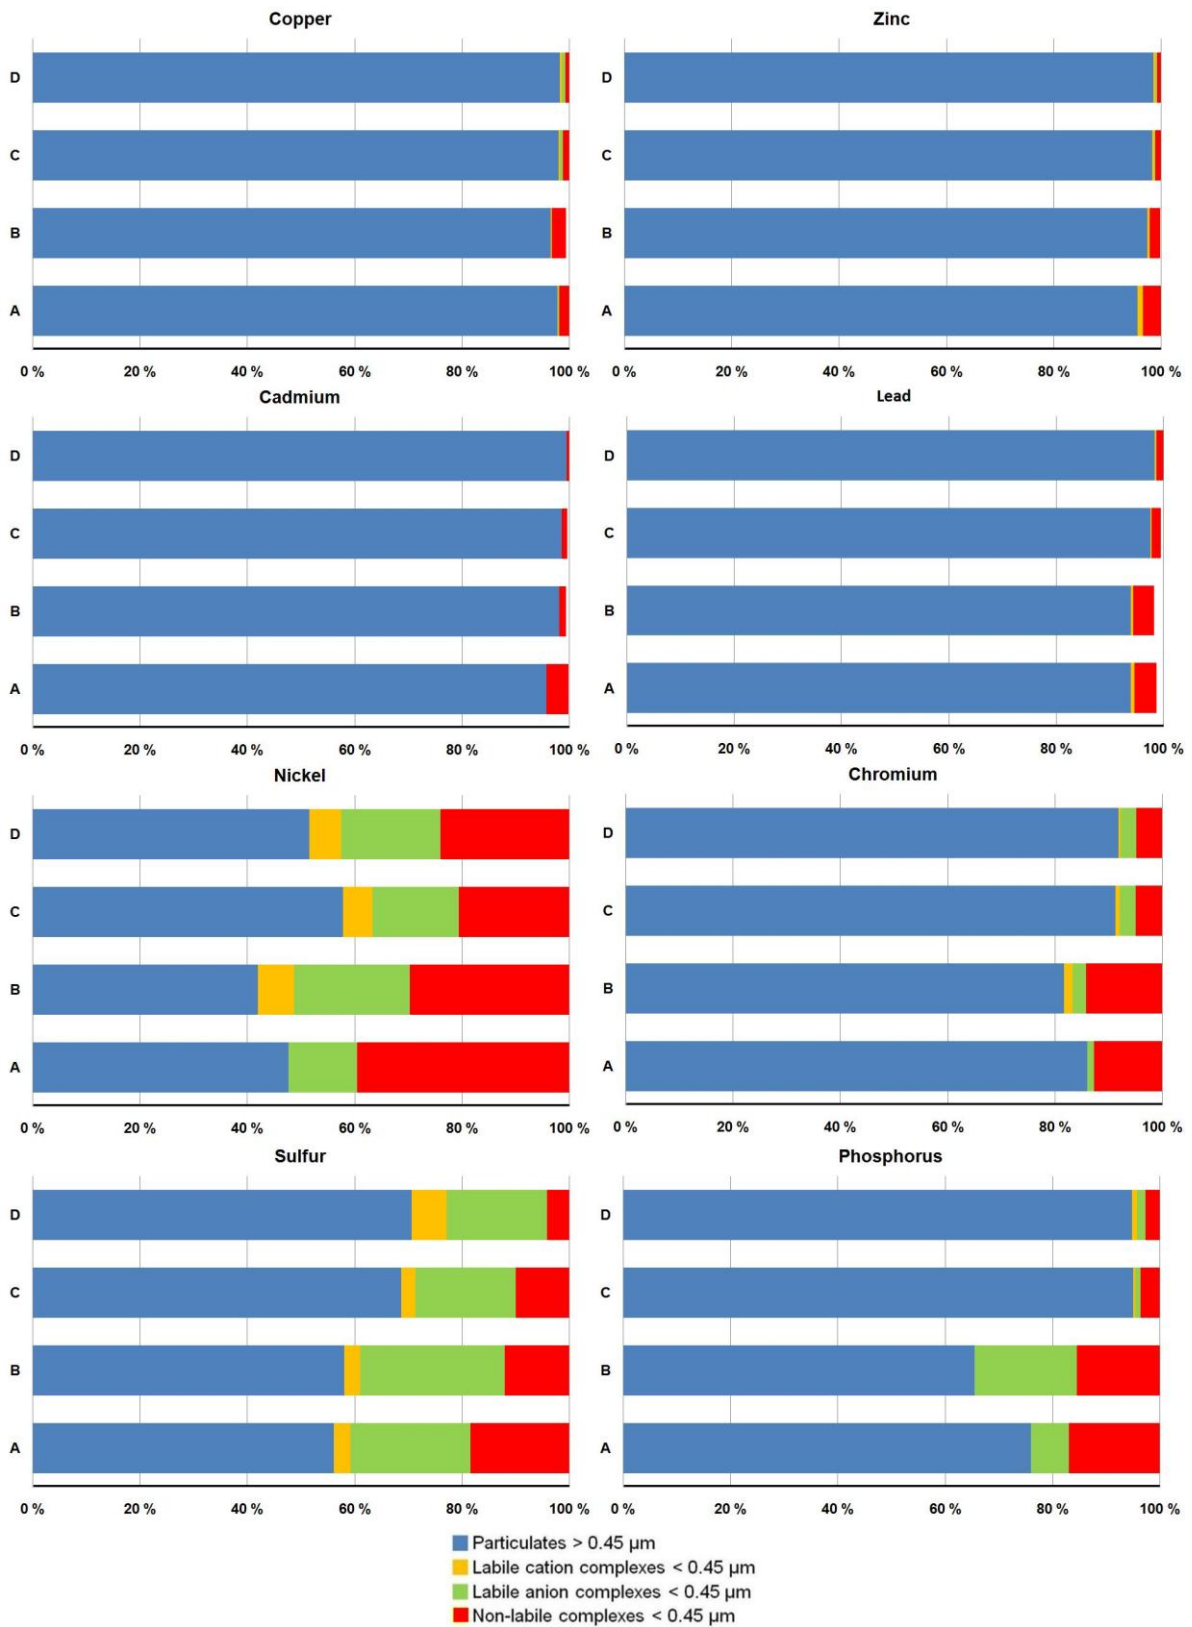 Copper
Zinc
D
C
B
A
0 % 20 % 40 % 60 % 80 % 100 %
D
C
B
A
0 % 20 % 40 % 60 % 80 % 100 %
Cadmium
Lead
D
C
B
A
0 % 20 % 40 % 60 % 80 % 100 %
D
C
B
A
0 % 20 % 40 % 60 % 80 % 100 %
Nickel
Chromium
D
C
B
A
0 % 20 % 40 % 60 % 80 % 100 %
D
C
B
A
0 % 20 % 40 % 60 % 80 % 100 %
Sulfur
Phosphorus
D
C
B
A
0 % 20 % 40 % 60 % 80 % 100 %
D
C
B
A
0 % 20 % 40 % 60 % 80 % 100 %
Particulates > 0.45 µm
Labile cation complexes < 0.45 µm
Labile anion complexes < 0.45 µm
Non-labile complexes < 0.45 µm